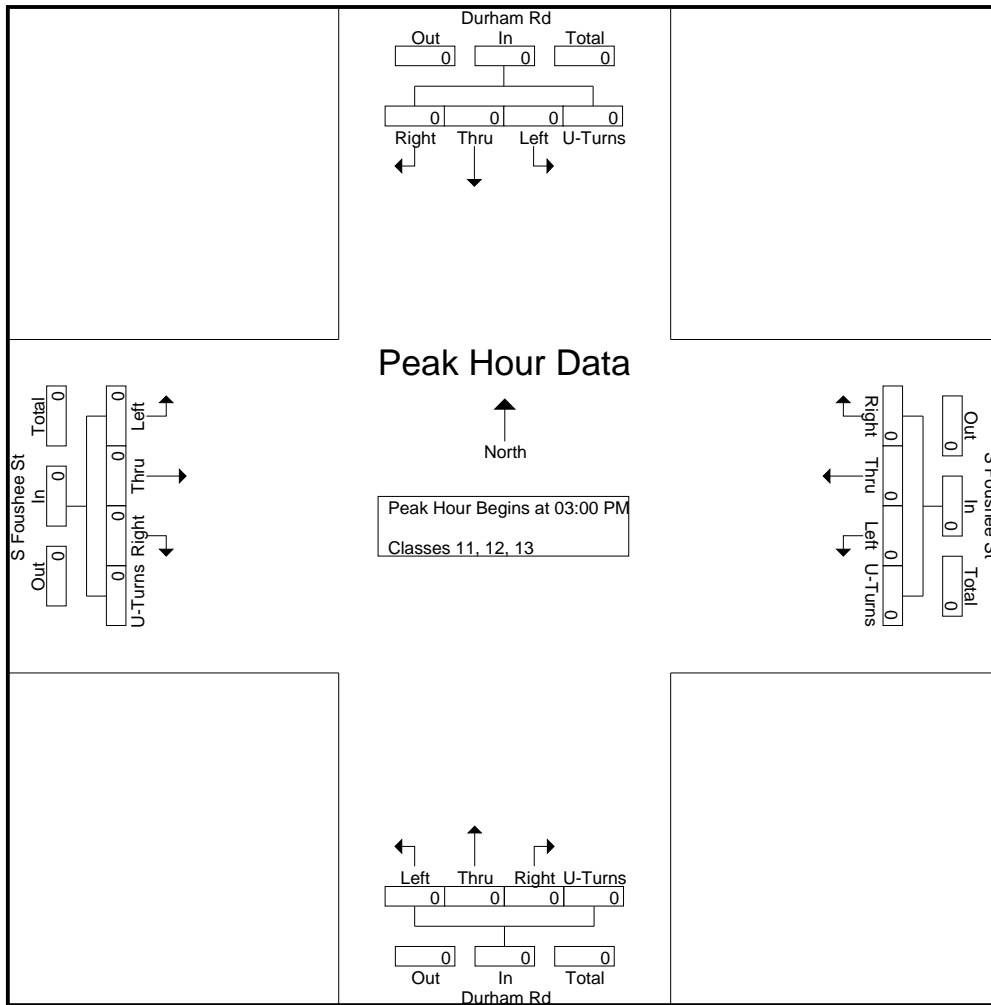 Durham Rd
Out In Total
0 0 0
0 0 0 0
Right Thru Left U-Turns
Peak Hour Data
North
Peak Hour Begins at 03:00 PM
Classes 11, 12, 13
S Foushee St
Total In Out
0 0 0
0 0 0 0
Left Thru Right U-Turns
Right Thru Left U-Turns
0 0 0 0
0 0 0
Out In Total
S Foushee St
Left Thru Right U-Turns
0 0 0 0
0 0 0
Out In Total
Durham Rd